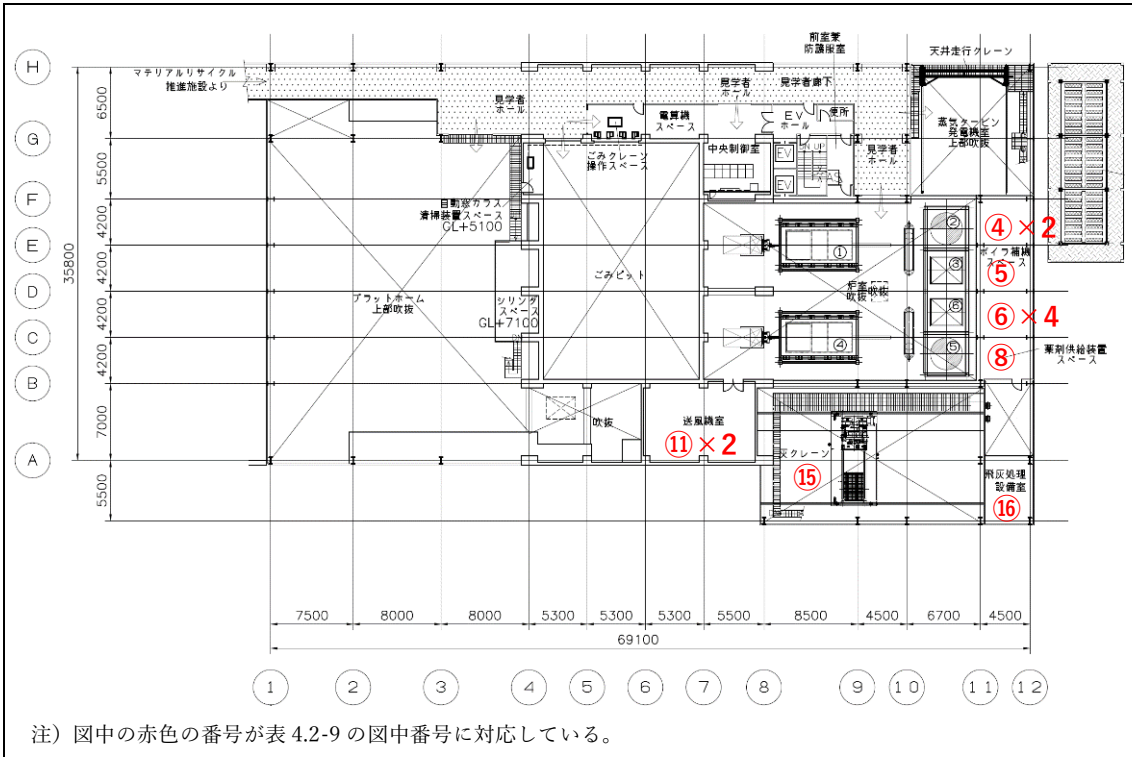 前室兼
防護服室
天井走行クレーン
H
マテリアルリサイクル
推進施設より
見学者
ホール
見学者廊下
見学者
ホール
電算機
スペース
EV
ホール
便所
6500
蒸気タービン
発電機室
上部吹抜
G
ごみクレーン
操作スペース
中央制御室
EV
UP
見学者
ホール
5500
EV
F
自動窓ガラス
清掃装置スペース
GL+5100
②
④×2
4200
E
①
ボイラ補機
スペース
③
⑤
35800
4200
ごみピット
D
プラットホーム
上部吹抜
シリンダ
スペース
GL+7100
炉室
吹抜
吹抜
⑥
⑥×4
4200
C
④
⑤
⑧
薬剤供給装置
スペース
4200
B
7000
吹抜
送風機室
⑪×2
灰クレーン
A
⑮
飛灰処理
設備室
⑯
5500
7500
8000
8000
5300
5300
5300
5500
8500
4500
6700
4500
69100
1
2
3
4
5
6
7
8
9
10
11
12
注）図中の赤色の番号が表 4.2-9 の図中番号に対応している。